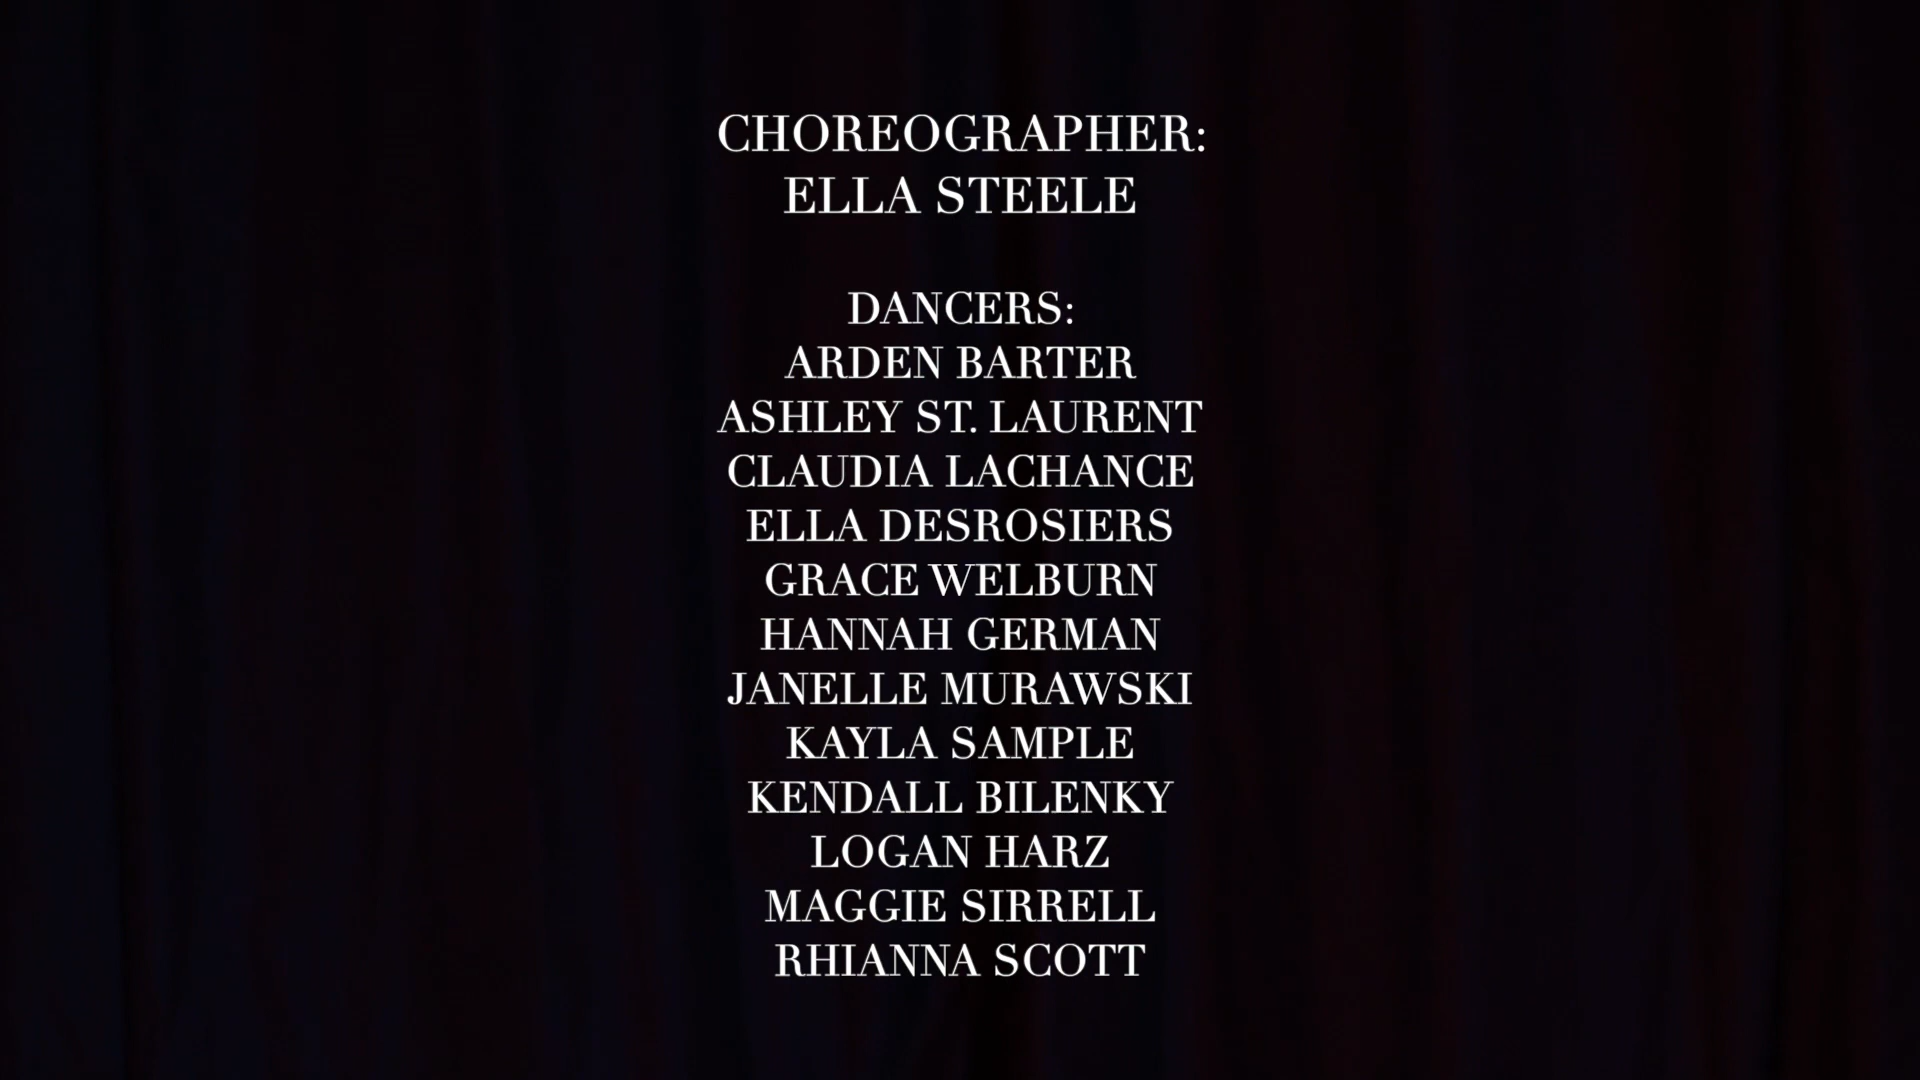 CHOREOGRAPHER:
ELLA STEELE
DANCERS:
ARDEN BARTER
ASHLEY ST. LAURENT
CLAUDIA LACHANCE
ELLA DESROSIERS
GRACE WELBURN
HANNAH GERMAN
JANELLE MURAWSKI
KAYLA SAMPLE
KENDALL BILENKY
LOGAN HARZ
MAGGIE SIRRELL
RHIANNA SCOTT